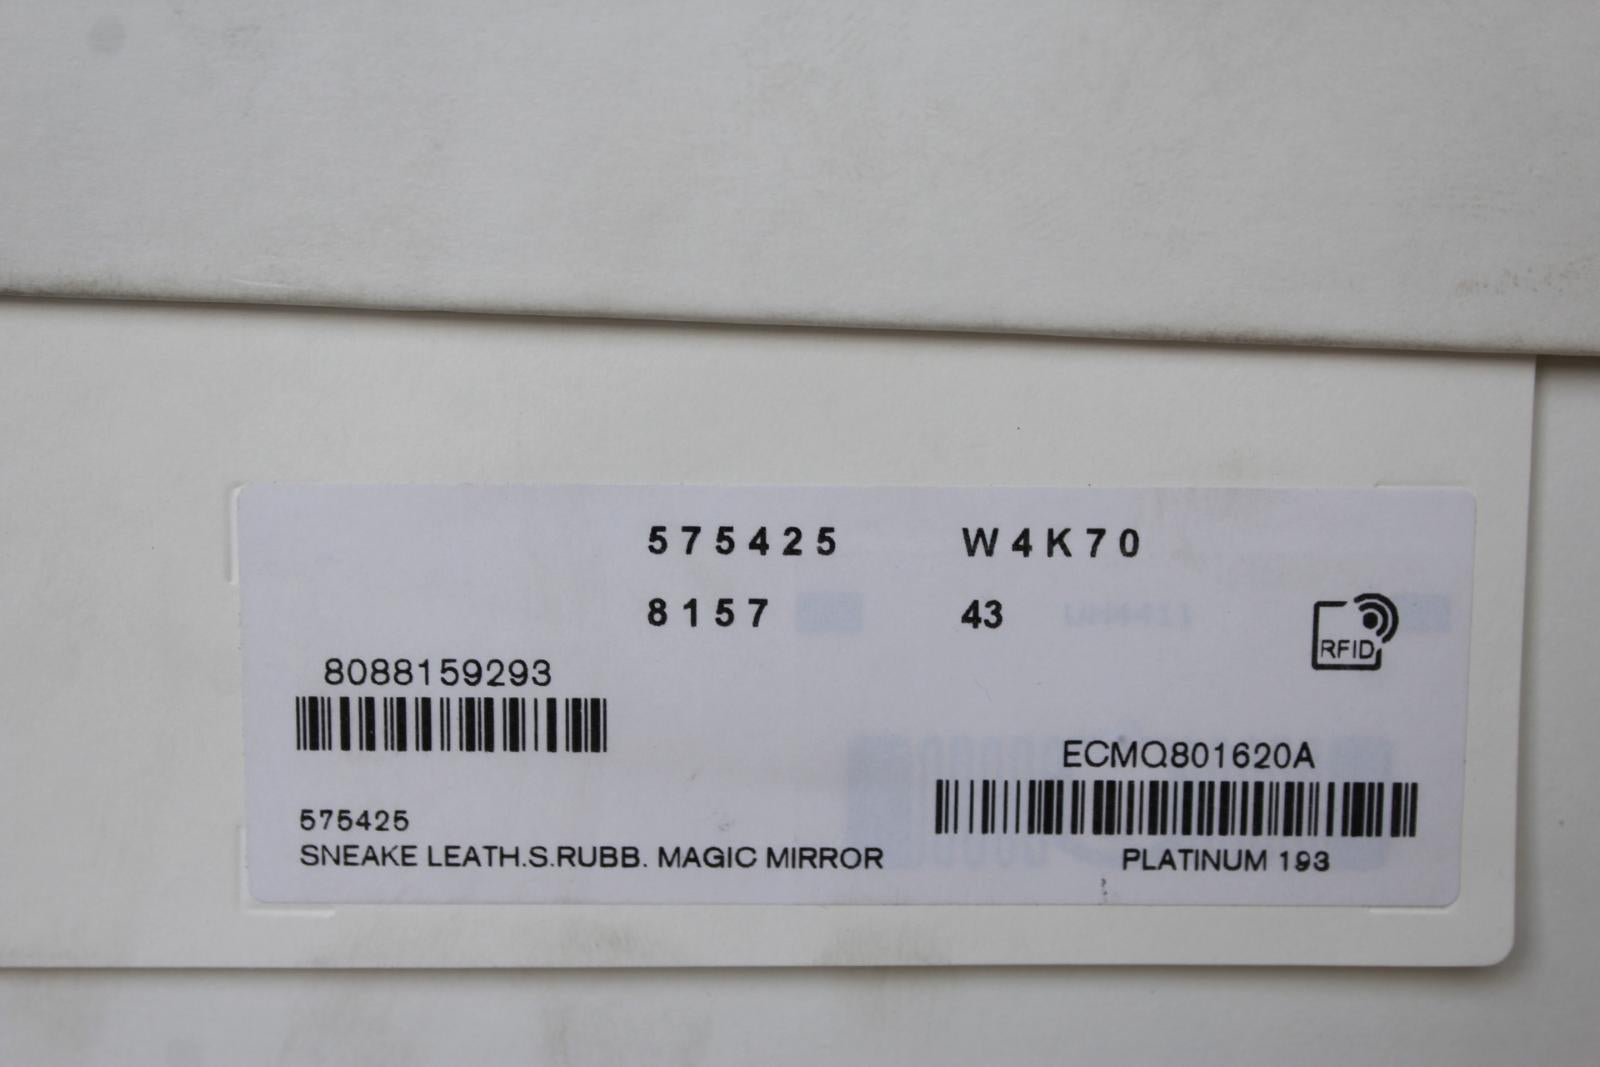 575425 W4K70
8157 43
RFID
8088159293
ECMQ801620A
575425
SNEAKE LEATH.S.RUBB. MAGIC MIRROR
PLATINUM 193